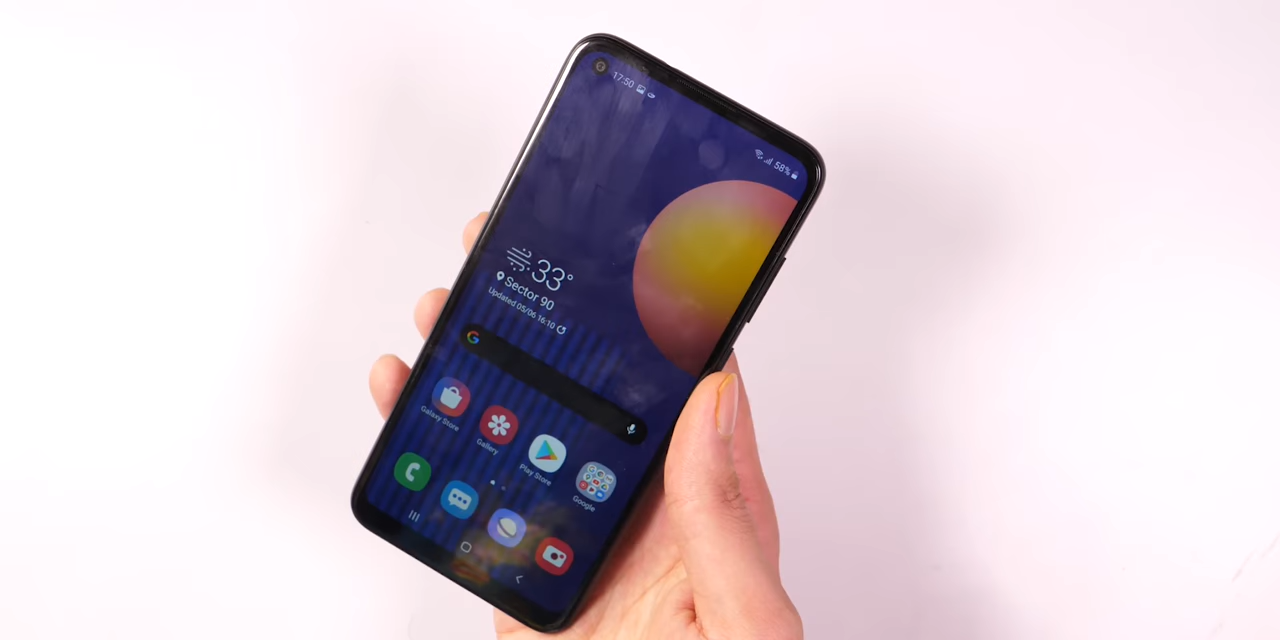 17:50
58%
33°
Sector 90
Updated 05/06 16:10
Galaxy Store
Gallery
Play Store
Google